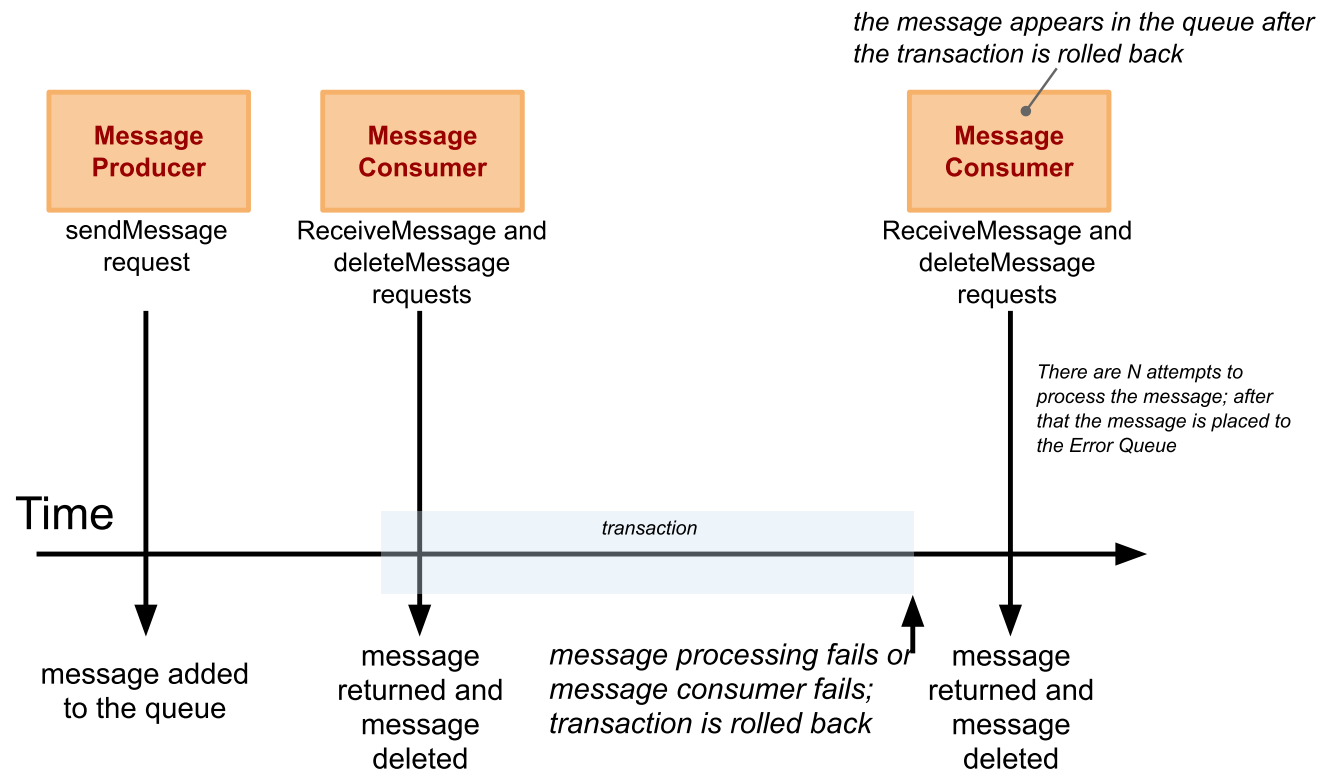 the message appears in the queue after
the transaction is rolled back
Message
Producer
sendMessage
request
Message
Consumer
ReceiveMessage and
deleteMessage
requests
Message
Consumer
ReceiveMessage and
deleteMessage
requests
There are N attempts to
process the message; after
that the message is placed to
the Error Queue
Time
transaction
message added
to the queue
message
returned and
message
deleted
message processing fails or
message consumer fails;
transaction is rolled back
message
returned and
message
deleted